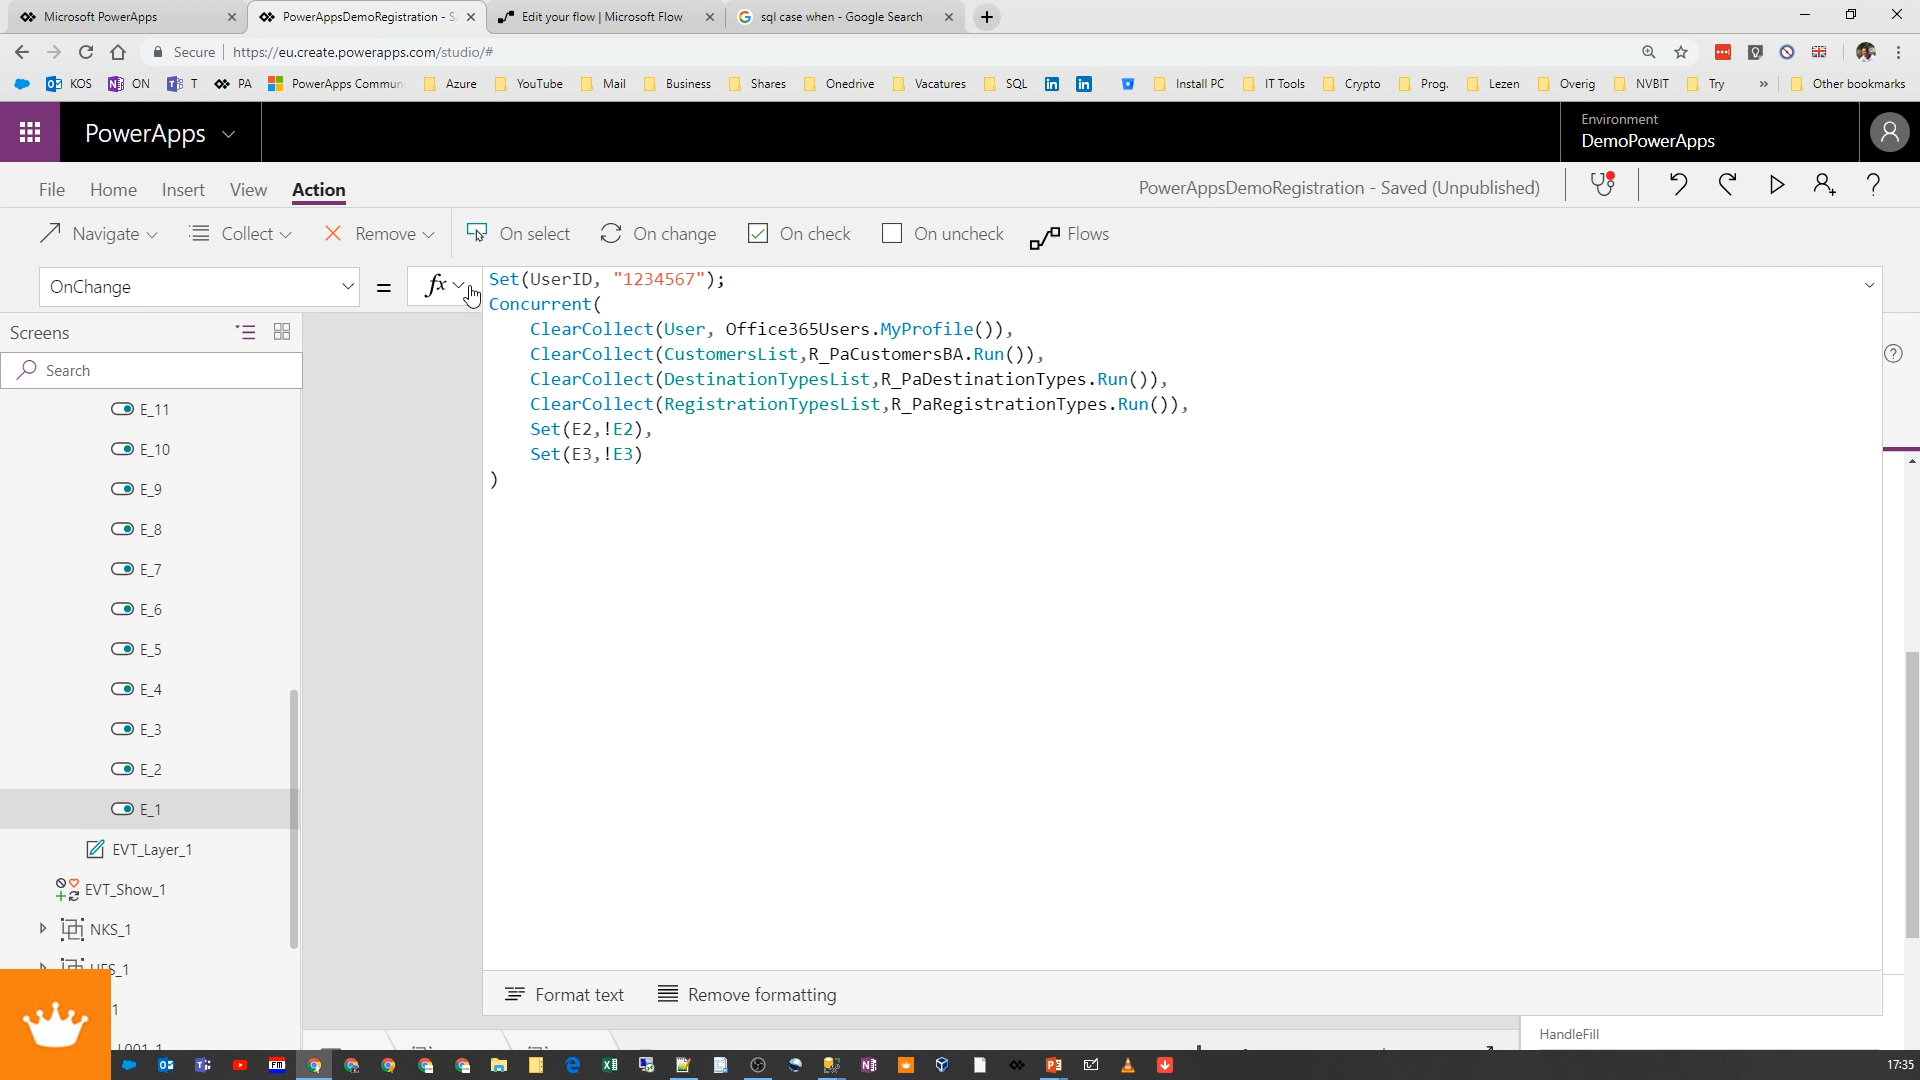 Microsoft PowerApps
PowerAppsDemoRegistration - S
Edit your flow | Microsoft Flow
sql case when - Google Search
Secure
https://eu.create.powerapps.com/studio/#
KOS
ON
T
PA
PowerApps Commun
Azure
YouTube
Mail
Business
Shares
Onedrive
Vacatures
SQL
Install PC
IT Tools
Crypto
Prog.
Lezen
Overig
NVBIT
Try
»
Other bookmarks
PowerApps
Environment
DemoPowerApps
File
Home
Insert
View
Action
PowerAppsDemoRegistration - Saved (Unpublished)
Navigate
Collect
Remove
On select
On change
On check
On uncheck
Flows
OnChange
=
fx
Set(UserID, "1234567");
Concurrent(
ClearCollect(User, Office365Users.MyProfile()),
ClearCollect(CustomersList,R_PaCustomersBA.Run()),
ClearCollect(DestinationTypesList,R_PaDestinationTypes.Run()),
ClearCollect(RegistrationTypesList,R_PaRegistrationTypes.Run()),
Set(E2,!E2),
Set(E3,!E3)
)
Screens
Search
E_11
E_10
E_9
E_8
E_7
E_6
E_5
E_4
E_3
E_2
E_1
EVT_Layer_1
EVT_Show_1
NKS_1
Format text
Remove formatting
HandleFill
17:35